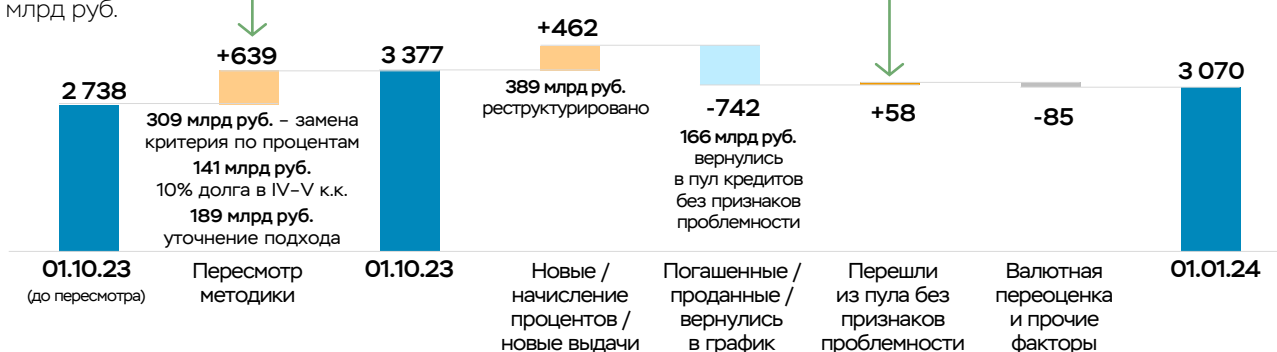 млрд руб.
2 738
+639
3 377
+462
-742
+58
-85
3 070
309 млрд руб. – замена
критерия по процентам
141 млрд руб.
10% долга в IV–V к.к.
189 млрд руб.
уточнение подхода
389 млрд руб.
реструктурировано
166 млрд руб.
вернулись
в пул кредитов
без признаков
проблемности
01.10.23
(до пересмотра)
Пересмотр
методики
01.10.23
Новые /
начисление
процентов /
новые выдачи
Погашенные /
проданные /
вернулись
в график
Перешли
из пула без
признаков
проблемности
Валютная
переоценка
и прочие
факторы
01.01.24